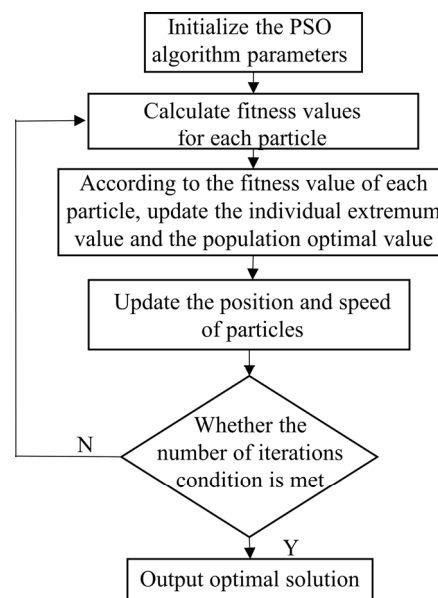 Initialize the PSO
algorithm parameters
Calculate fitness values
for each particle
According to the fitness value of each
particle, update the individual extremum
value and the population optimal value
Update the position and speed
of particles
Whether the
number of iterations
condition is met
N
Y
Output optimal solution